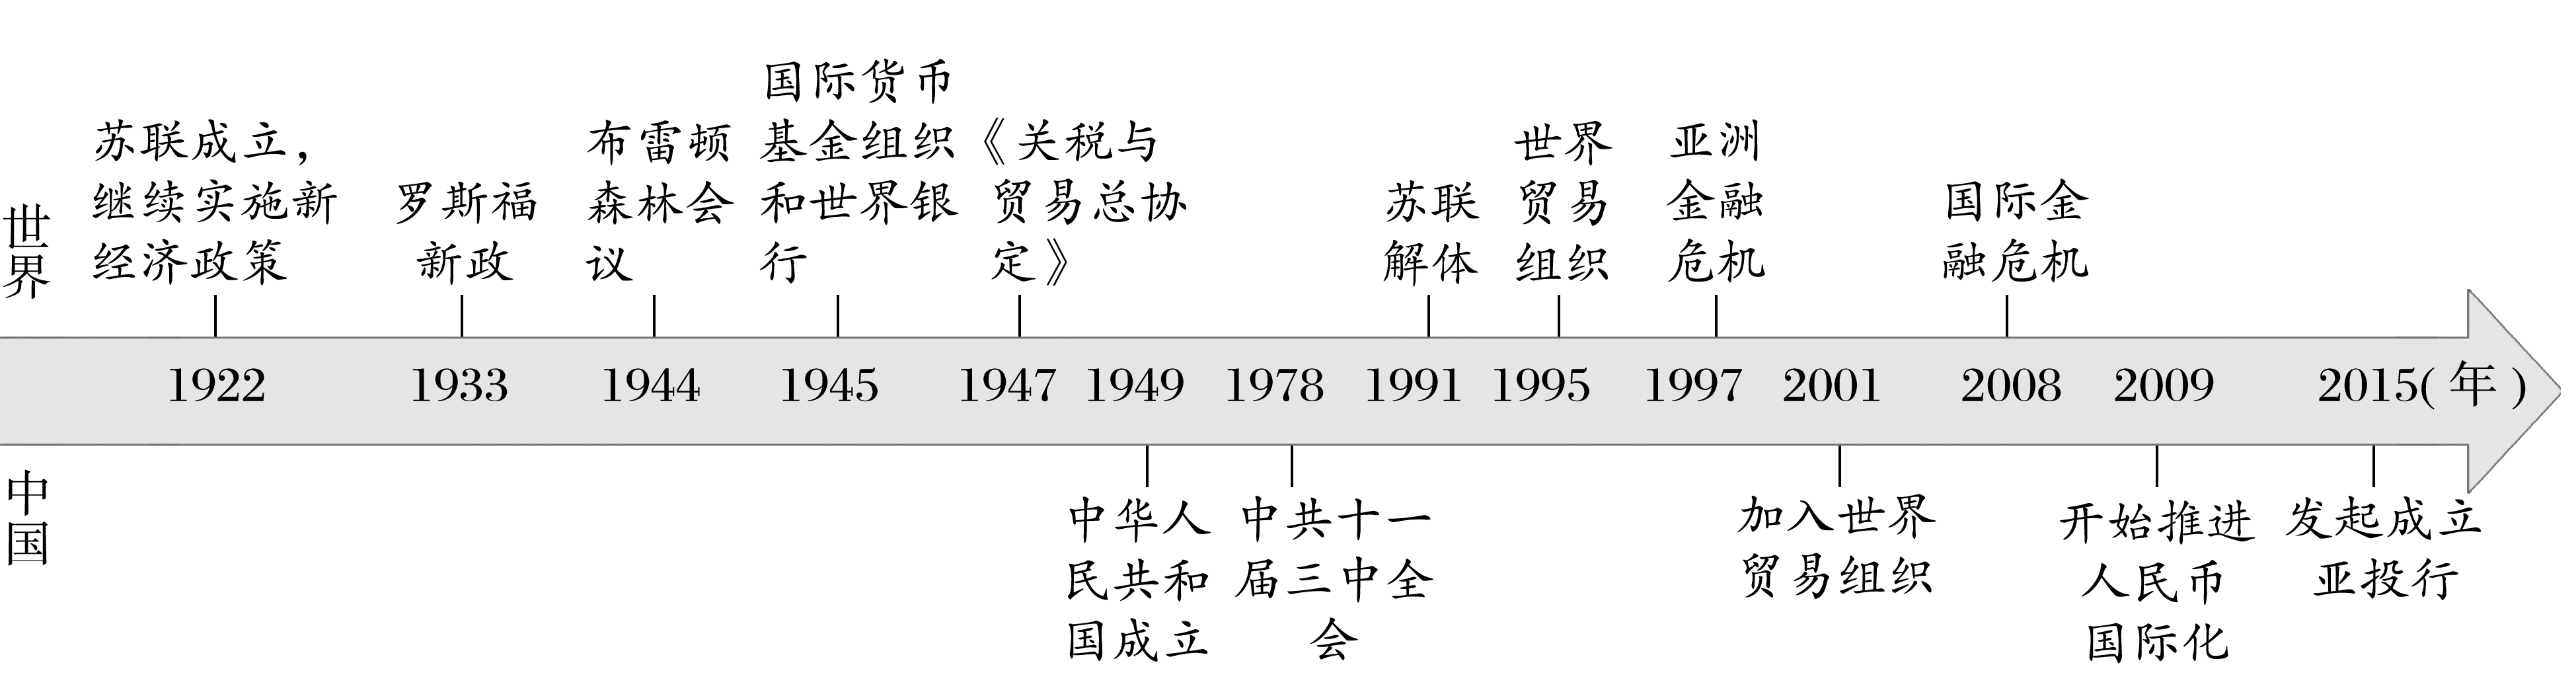 世界
苏联成立，
继续实施新
经济政策
罗斯福
新政
布雷顿
森林会
议
国际货币
基金组织
和世界银
行
《关税与
贸易总协
定》
苏联
解体
世界
贸易
组织
亚洲
金融
危机
国际金
融危机
1922 1933 1944 1945 1947 1949 1978 1991 1995 1997 2001 2008 2009 2015(年)
中国
中华人
民共和
国成立
中共十一
届三中全
会
加入世界
贸易组织
开始推进
人民币
国际化
发起成立
亚投行